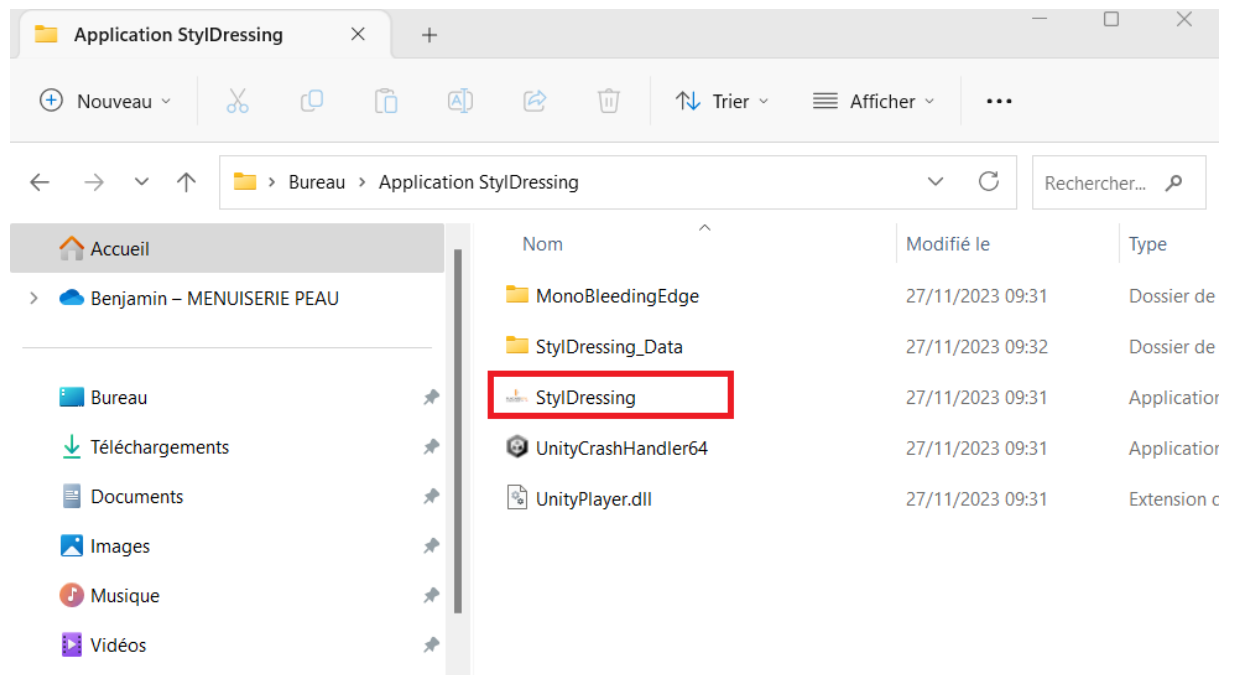 Application StylDressing
Nouveau
Trier
Afficher
Bureau > Application StylDressing
Rechercher...
Accueil
Benjamin – MENUISERIE PEAU
Bureau
Téléchargements
Documents
Images
Musique
Vidéos
Nom Modifié le Type
MonoBleedingEdge 27/11/2023 09:31 Dossier de
StylDressing_Data 27/11/2023 09:32 Dossier de
StylDressing 27/11/2023 09:31 Application
UnityCrashHandler64 27/11/2023 09:31 Application
UnityPlayer.dll 27/11/2023 09:31 Extension